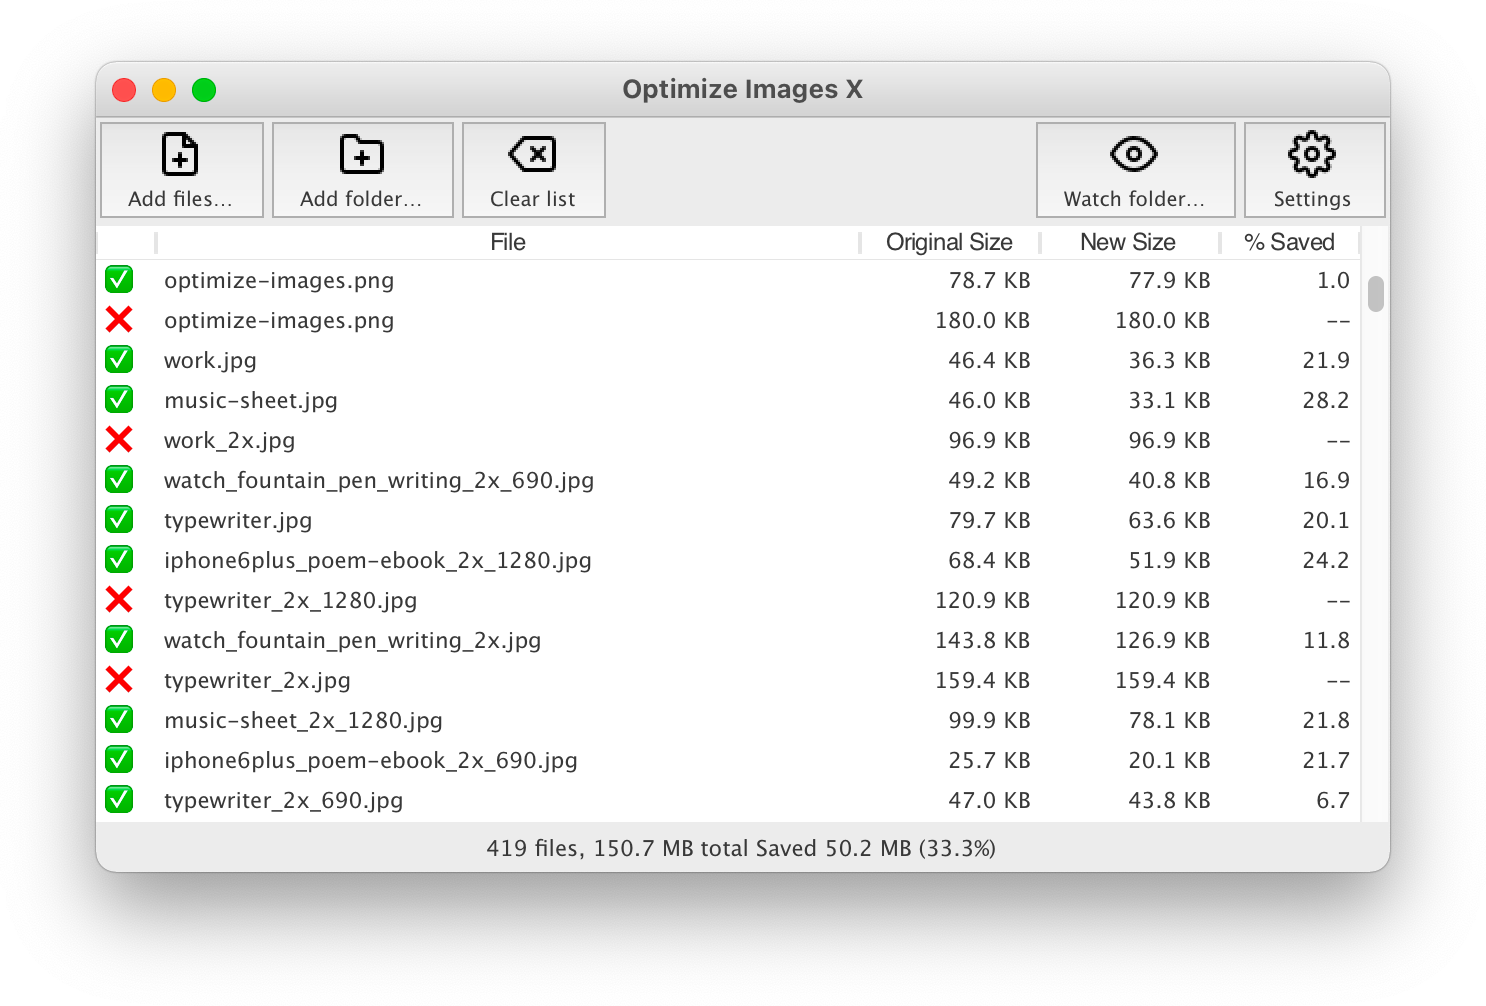 Optimize Images X
Add files... Add folder... Clear list Watch folder... Settings
File Original Size New Size % Saved
optimize-images.png 78.7 KB 77.9 KB 1.0
optimize-images.png 180.0 KB 180.0 KB --
work.jpg 46.4 KB 36.3 KB 21.9
music-sheet.jpg 46.0 KB 33.1 KB 28.2
work_2x.jpg 96.9 KB 96.9 KB --
watch_fountain_pen_writing_2x_690.jpg 49.2 KB 40.8 KB 16.9
typewriter.jpg 79.7 KB 63.6 KB 20.1
iphone6plus_poem-ebook_2x_1280.jpg 68.4 KB 51.9 KB 24.2
typewriter_2x_1280.jpg 120.9 KB 120.9 KB --
watch_fountain_pen_writing_2x.jpg 143.8 KB 126.9 KB 11.8
typewriter_2x.jpg 159.4 KB 159.4 KB --
music-sheet_2x_1280.jpg 99.9 KB 78.1 KB 21.8
iphone6plus_poem-ebook_2x_690.jpg 25.7 KB 20.1 KB 21.7
typewriter_2x_690.jpg 47.0 KB 43.8 KB 6.7
419 files, 150.7 MB total Saved 50.2 MB (33.3%)